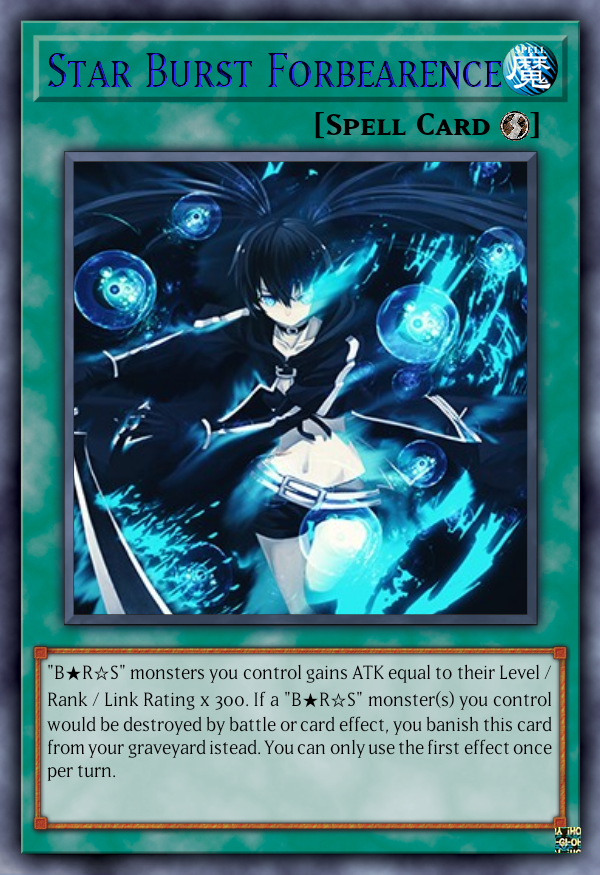 STAR BURST FORBEARENCE
SPELL
魔
[SPELL CARD]
"B★R☆S" monsters you control gains ATK equal to their Level /
Rank / Link Rating x 300. If a "B★R☆S" monster(s) you control
would be destroyed by battle or card effect, you banish this card
from your graveyard istead. You can only use the first effect once
per turn.